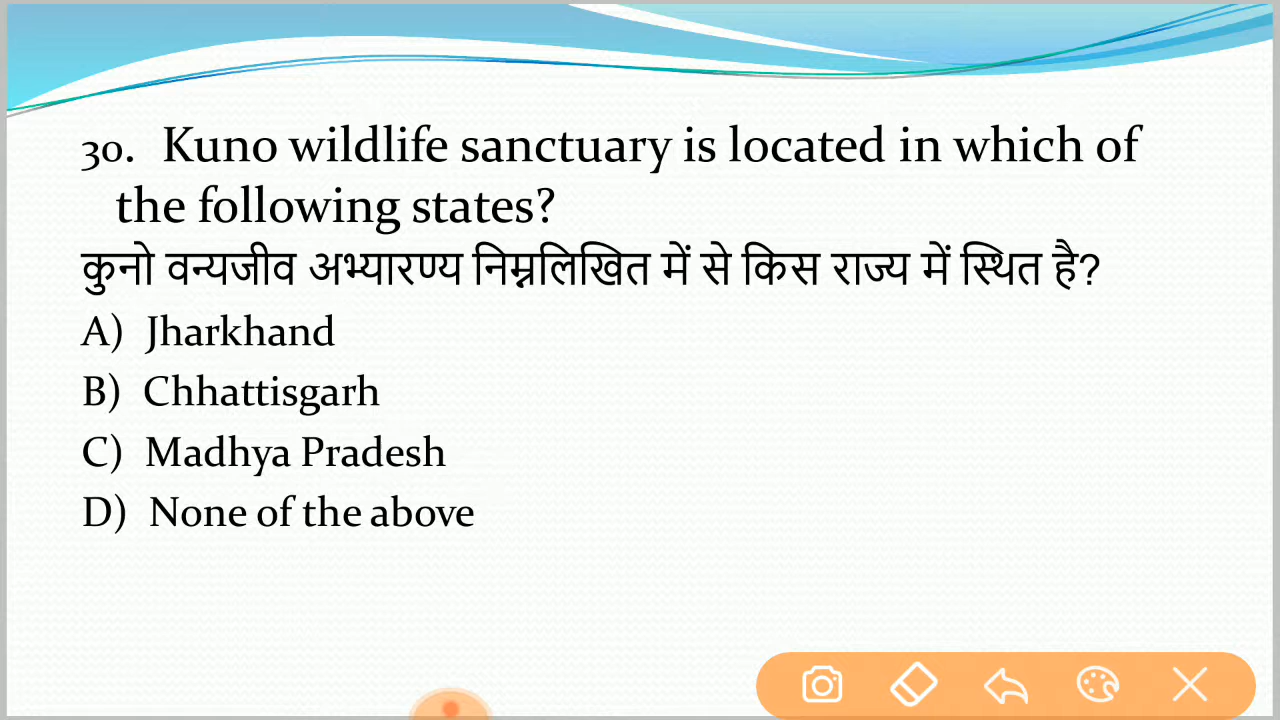 30. Kuno wildlife sanctuary is located in which of
the following states?
कुनो वन्यजीव अभ्यारण्य निम्नलिखित में से किस राज्य में स्थित है?
A) Jharkhand
B) Chhattisgarh
C) Madhya Pradesh
D) None of the above